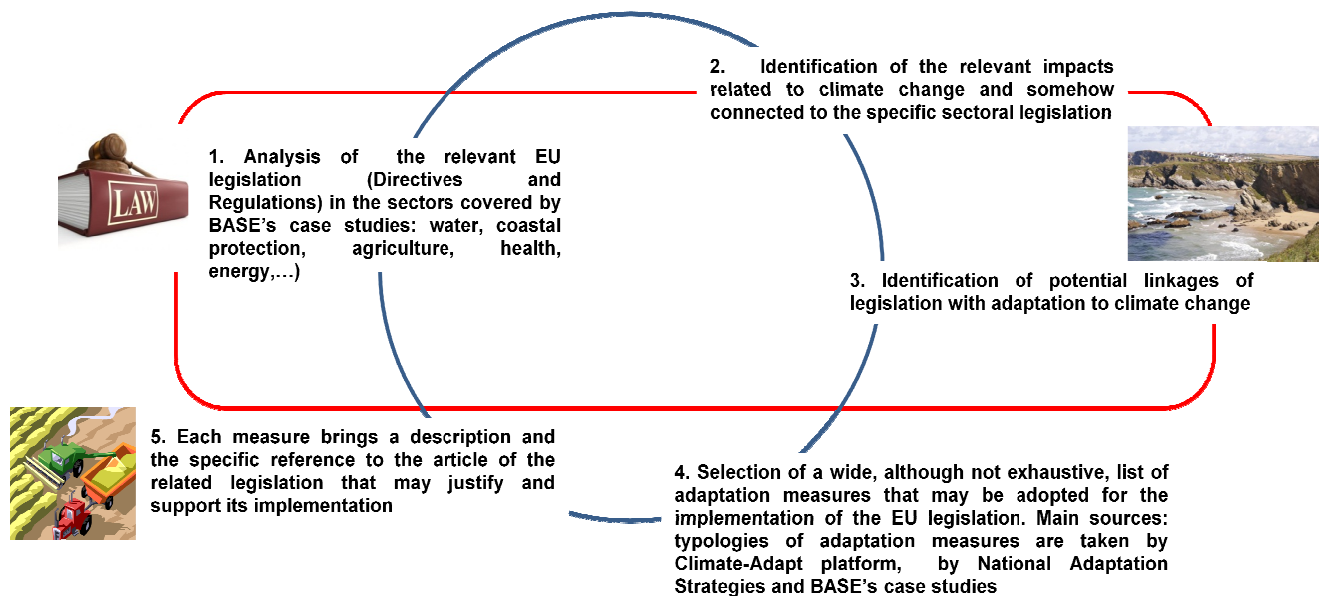 LAW
1. Analysis of the relevant EU
legislation (Directives and
Regulations) in the sectors covered by
BASE's case studies: water, coastal
protection, agriculture, health,
energy,…)
2. Identification of the relevant impacts
related to climate change and somehow
connected to the specific sectoral legislation
3. Identification of potential linkages of
legislation with adaptation to climate change
4. Selection of a wide, although not exhaustive, list of
adaptation measures that may be adopted for the
implementation of the EU legislation. Main sources:
typologies of adaptation measures are taken by
Climate-Adapt platform, by National Adaptation
Strategies and BASE's case studies
5. Each measure brings a description and
the specific reference to the article of the
related legislation that may justify and
support its implementation